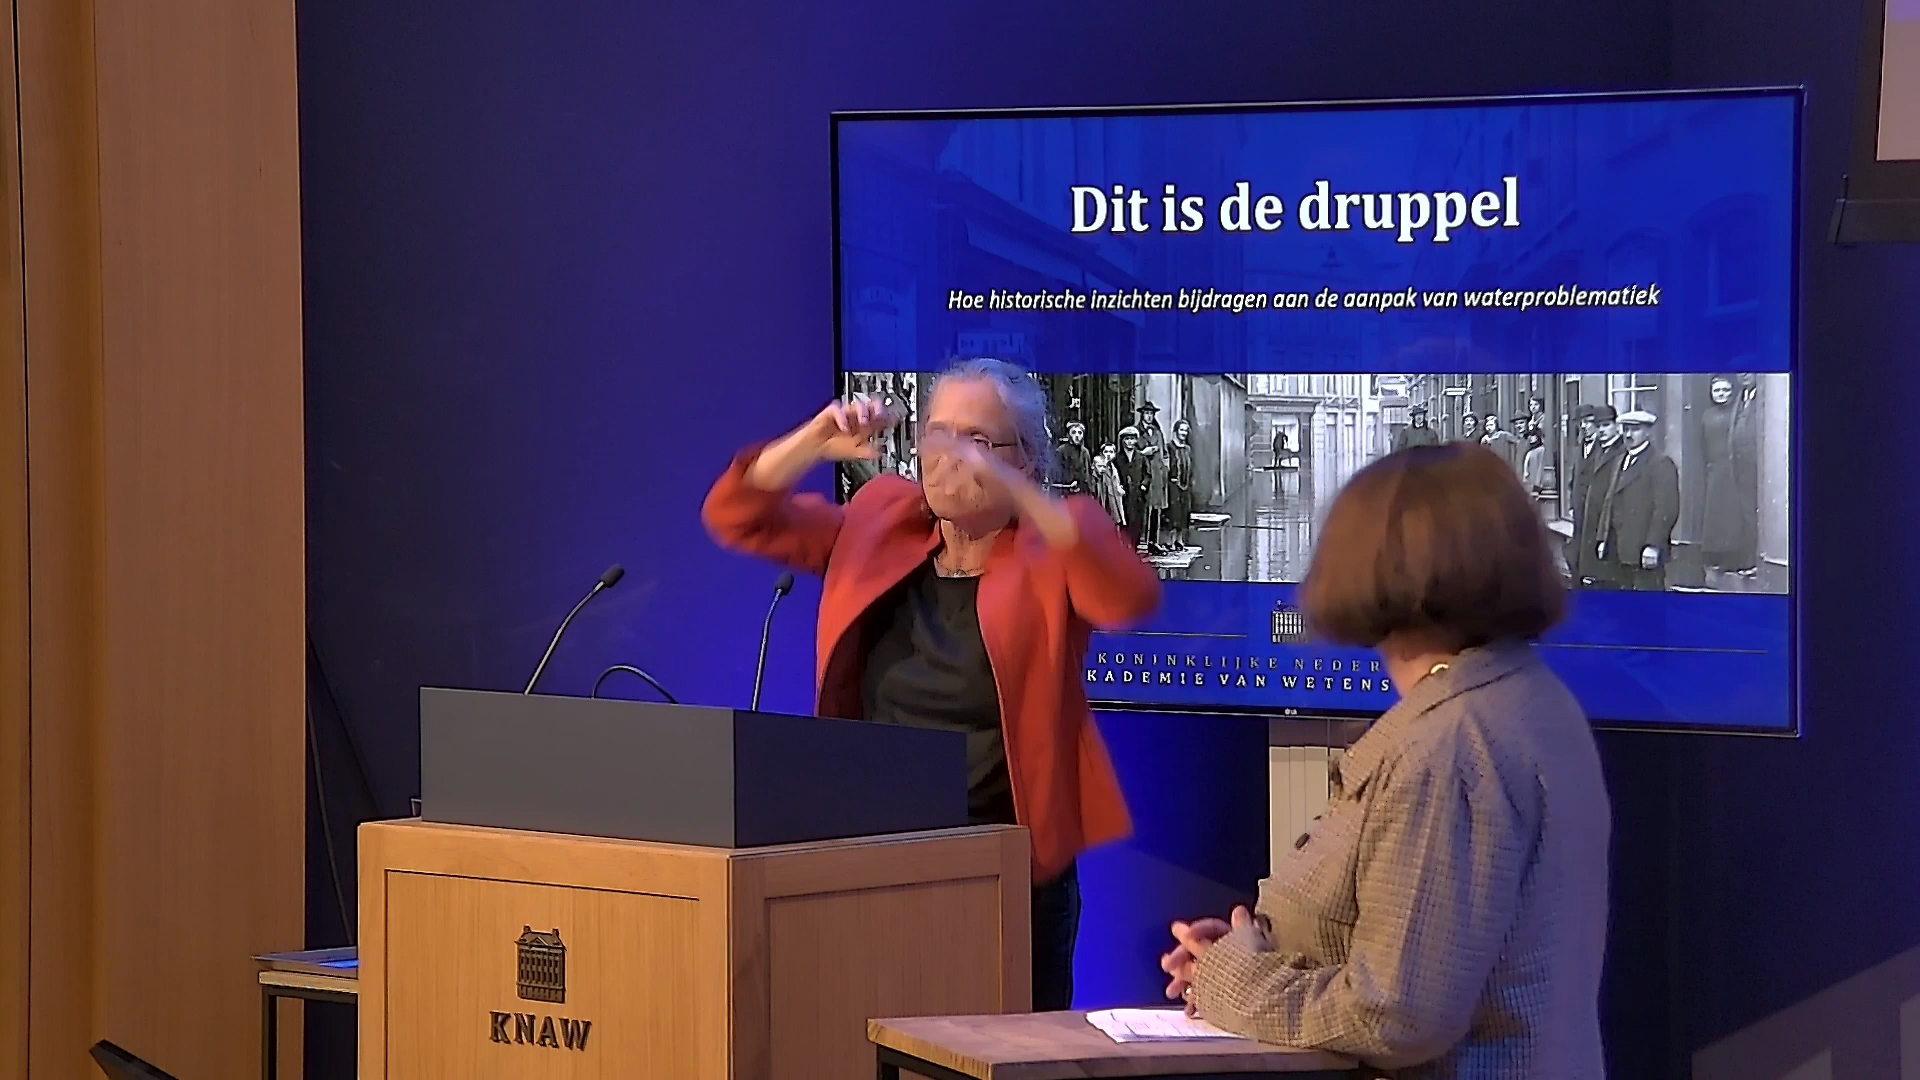 Dit is de druppel
Hoe historische inzichten bijdragen aan de aanpak van waterproblematiek
KONINKLIJKE NEDER
KADEMIE VAN WETENS
KNAW